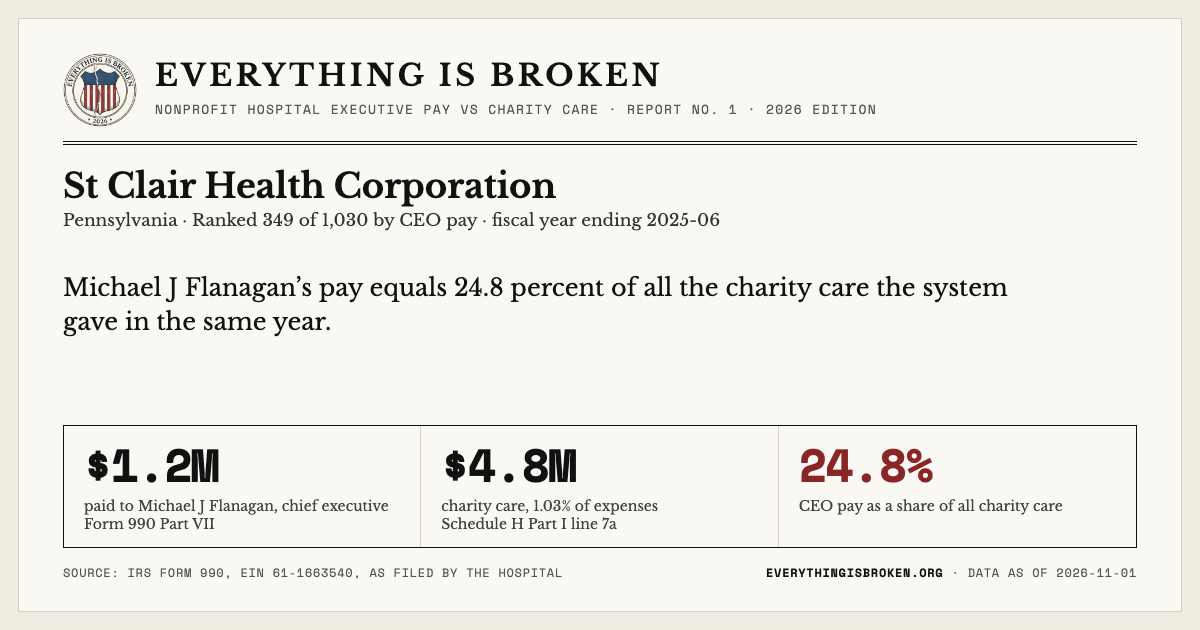 EVERYTHING IS BROKEN
2026
EVERYTHING IS BROKEN
NONPROFIT HOSPITAL EXECUTIVE PAY VS CHARITY CARE · REPORT NO. 1 · 2026 EDITION
St Clair Health Corporation
Pennsylvania · Ranked 349 of 1,030 by CEO pay · fiscal year ending 2025-06
Michael J Flanagan’s pay equals 24.8 percent of all the charity care the system
gave in the same year.
$1.2M
paid to Michael J Flanagan, chief executive
Form 990 Part VII
$4.8M
charity care, 1.03% of expenses
Schedule H Part I line 7a
24.8%
CEO pay as a share of all charity care
SOURCE: IRS FORM 990, EIN 61-1663540, AS FILED BY THE HOSPITAL
EVERYTHINGISBROKEN.ORG · DATA AS OF 2026-11-01